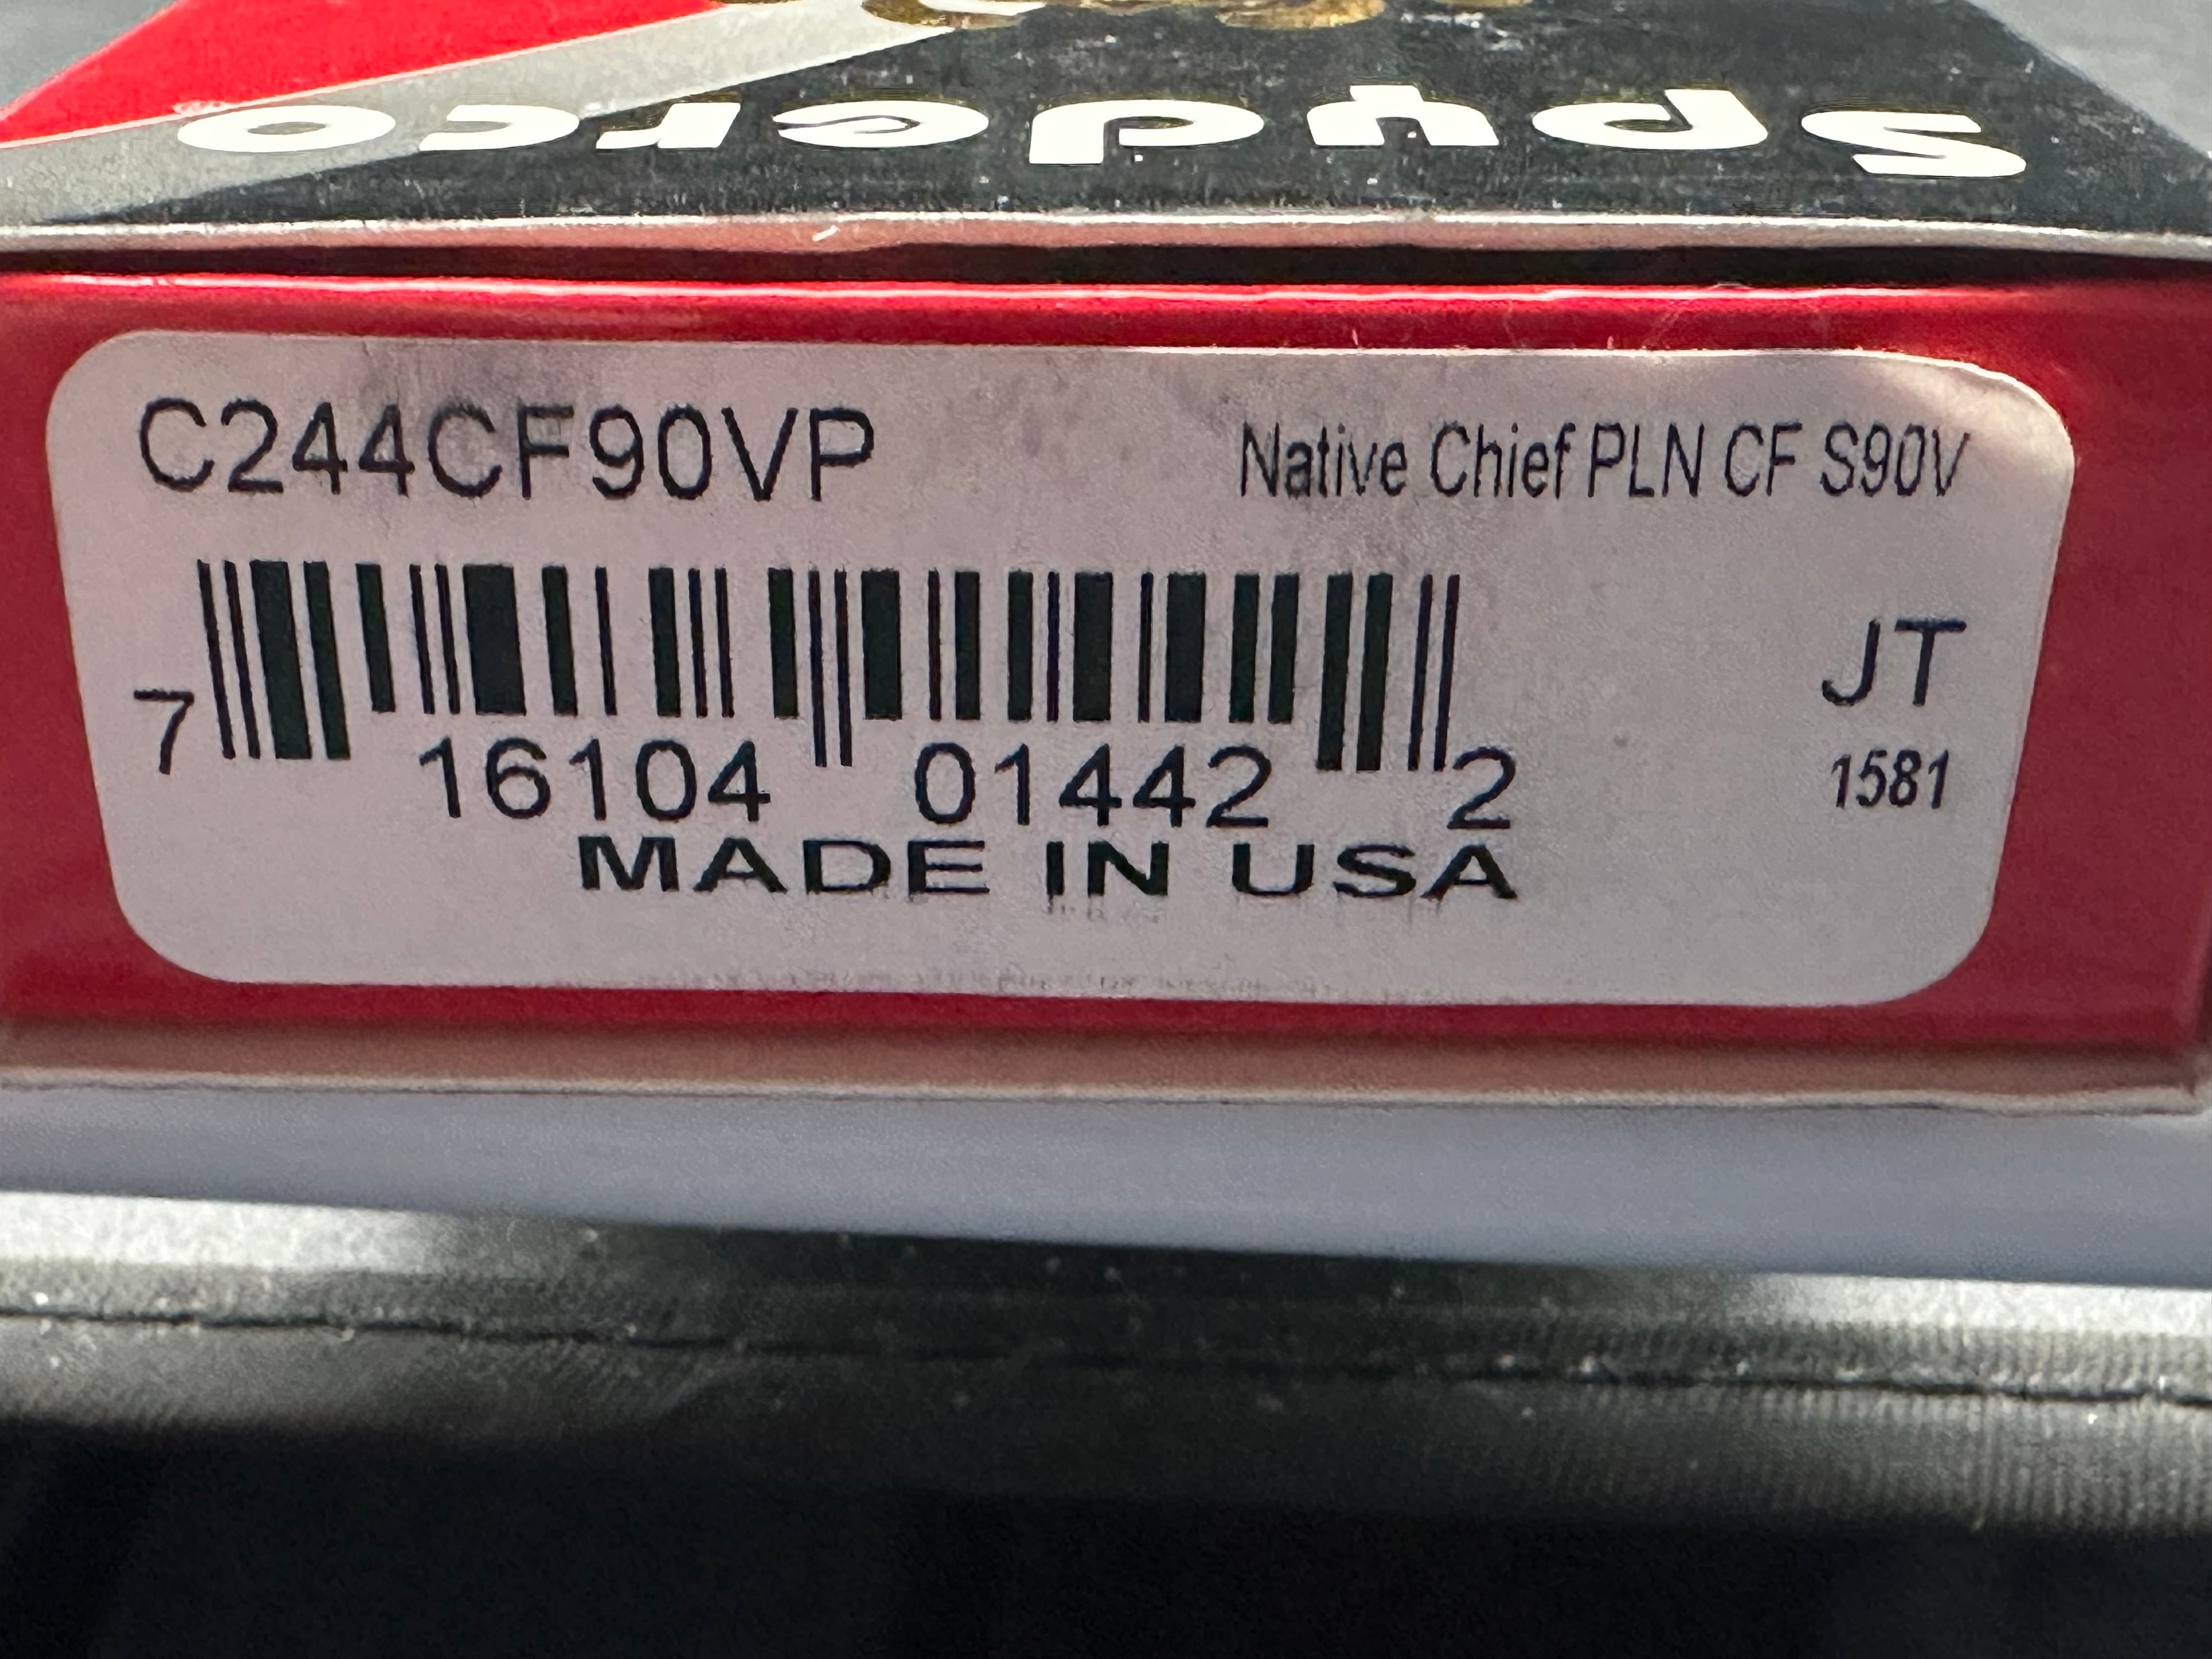 spyderco
C244CF90VP Native Chief PLN CF S90V
7 16104 01442 2
JT
1581
MADE IN USA